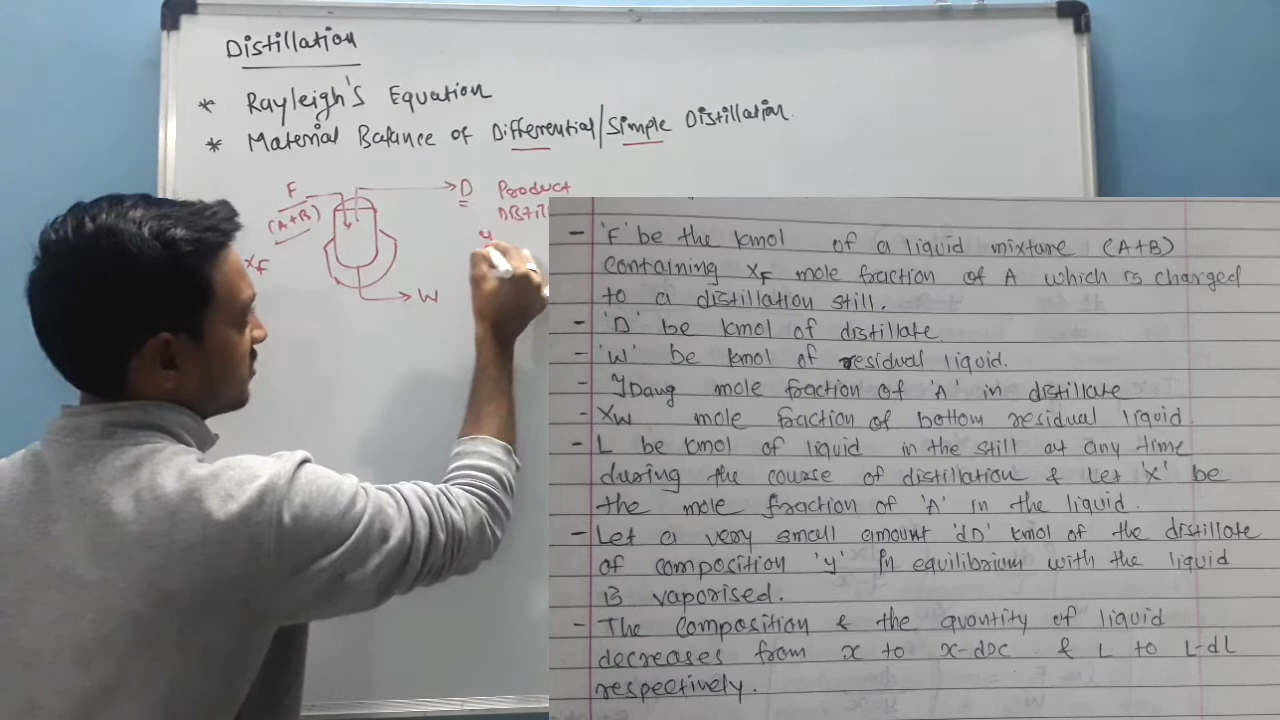 Distillation
* Rayleigh's Equation
* Material Balance of Differential/Simple Distillation.
F
(A+B)
xF
D
Product
W
y
- 'F' be the kmol of a liquid mixture (A+B)
containing xF mole fraction of A which is charged
to a distillation still.
- 'D' be kmol of distillate.
- 'W' be kmol of residual liquid.
- yDavg mole fraction of 'A' in distillate
- xW mole fraction of bottom residual liquid.
- L be kmol of liquid in the still at any time
during the course of distillation & let 'x' be
the mole fraction of 'A' in the liquid.
- Let a very small amount 'dD' kmol of the distillate
of composition 'y' in equilibrium with the liquid
is vaporised.
- The composition & the quantity of liquid
decreases from x to x-dx & L to L-dL
respectively.